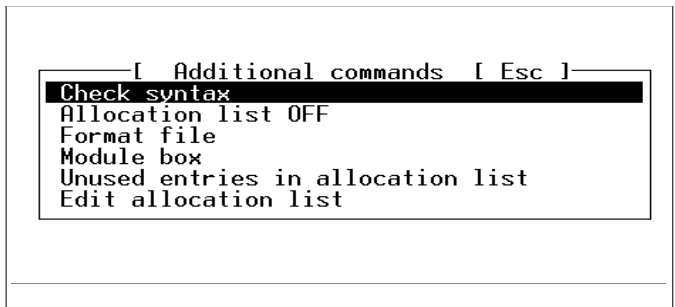 [ Additional commands [ Esc ]
Check syntax
Allocation list OFF
Format file
Module box
Unused entries in allocation list
Edit allocation list